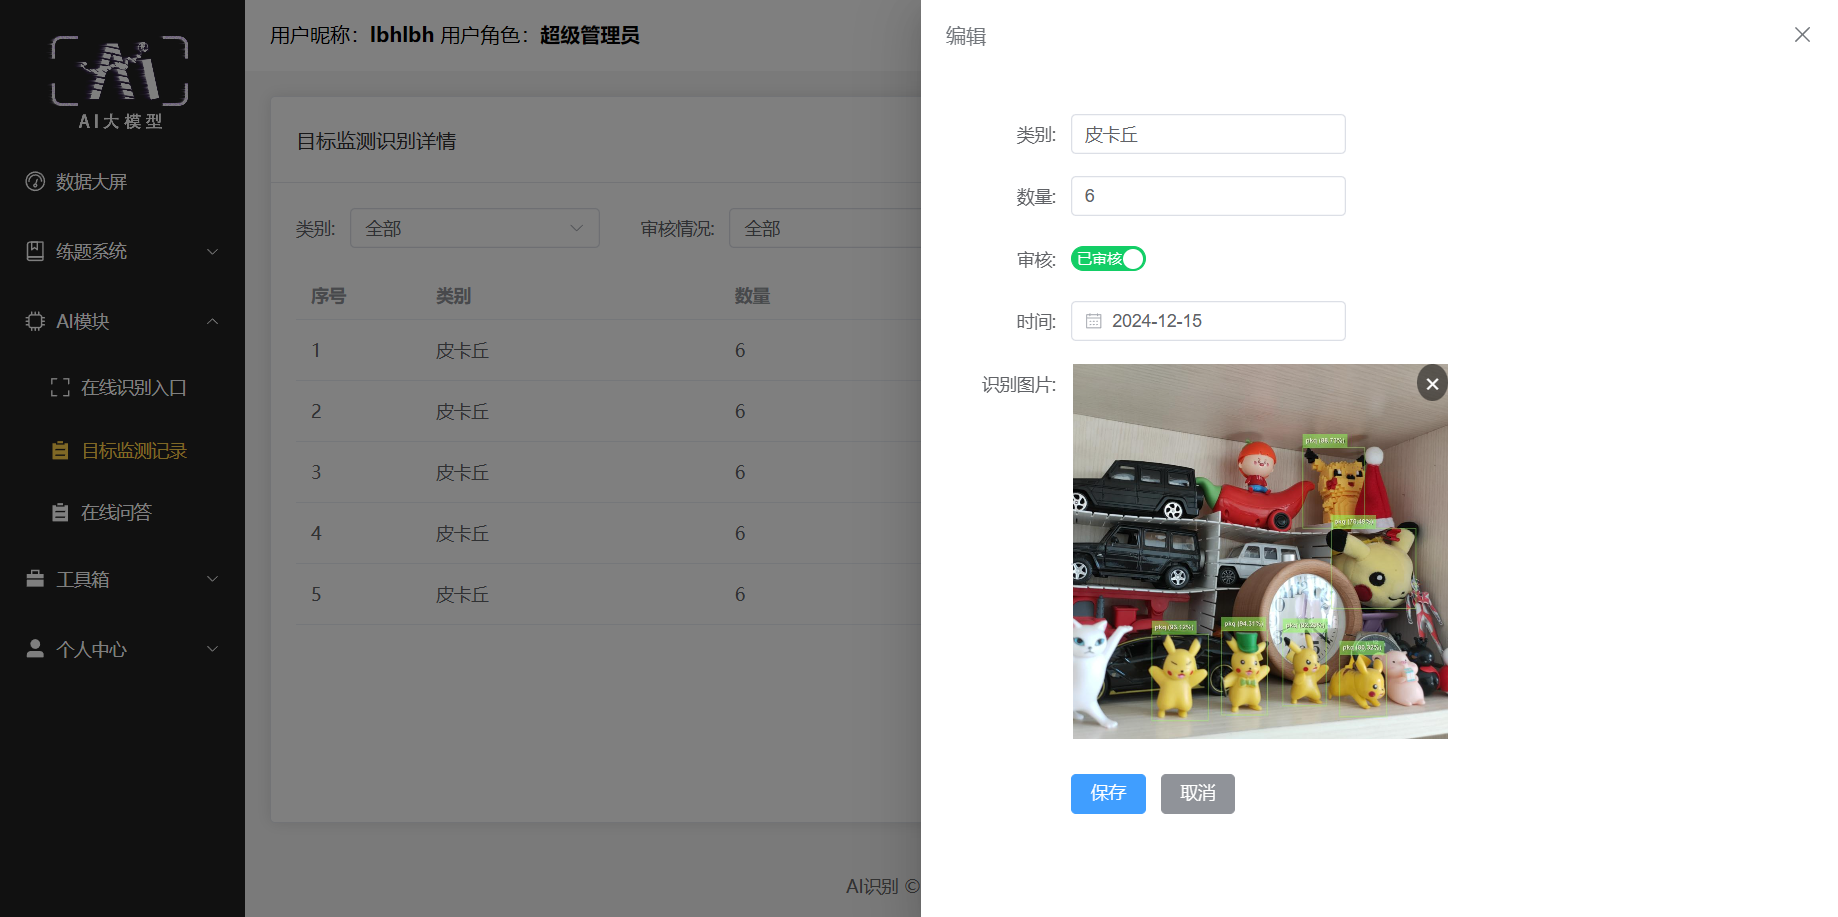 AI大模型
数据大屏
练题系统
AI模块
在线识别入口
目标监测记录
在线问答
工具箱
个人中心
用户昵称：lbhlbh 用户角色：超级管理员
目标监测识别详情
类别: 全部 审核情况: 全部
序号 类别 数量
1 皮卡丘 6
2 皮卡丘 6
3 皮卡丘 6
4 皮卡丘 6
5 皮卡丘 6
AI识别 ©
编辑
类别: 皮卡丘
数量: 6
审核: 已审核
时间: 2024-12-15
识别图片:
保存 取消